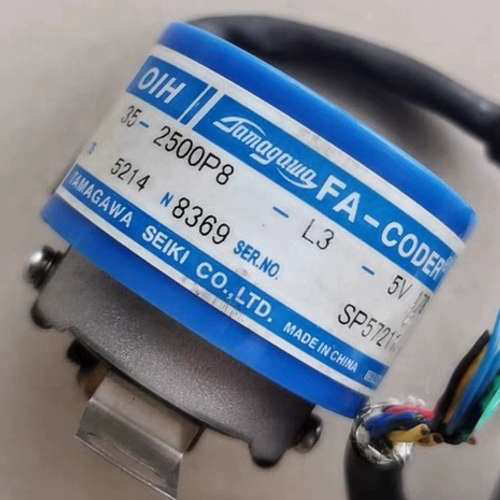 OIH Tamagawa FA-CODER
35- 2500P8 - L3 - 5V
5214 N 8369 SER.NO.
TAMAGAWA SEIKI CO.,LTD. MADE IN CHINA